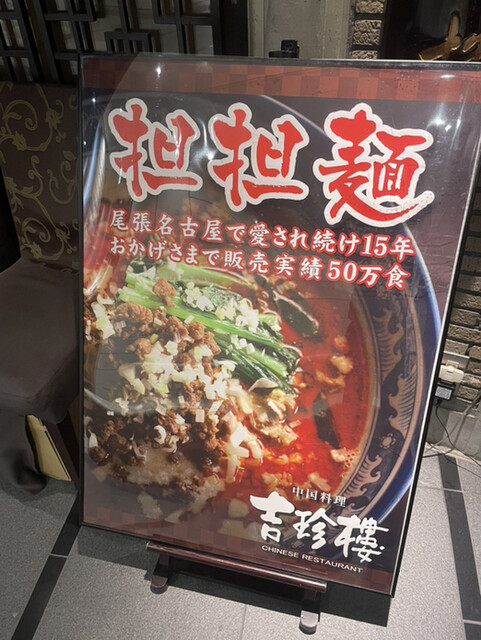 担担麺
尾張名古屋で愛され続け15年
おかげさまで販売実績50万食
中国料理
吉珍樓
CHINESE RESTAURANT